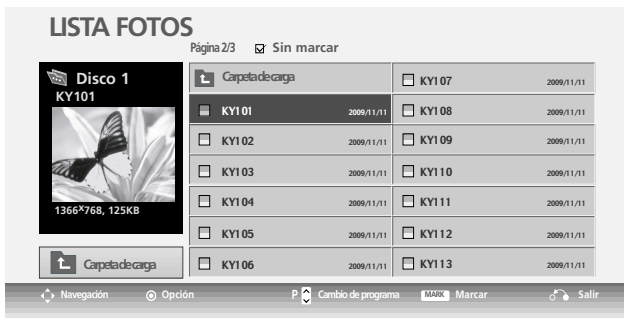 LISTA FOTOS
Página 2/3 Sin marcar
Disco 1
KY101
1366x768, 125KB
Carpeta de carga
Carpeta de carga
KY101 2009/11/11
KY102 2009/11/11
KY103 2009/11/11
KY104 2009/11/11
KY105 2009/11/11
KY106 2009/11/11
KY107 2009/11/11
KY108 2009/11/11
KY109 2009/11/11
KY110 2009/11/11
KY111 2009/11/11
KY112 2009/11/11
KY113 2009/11/11
Navegación Opción P Cambio de programa MARK Marcar Salir